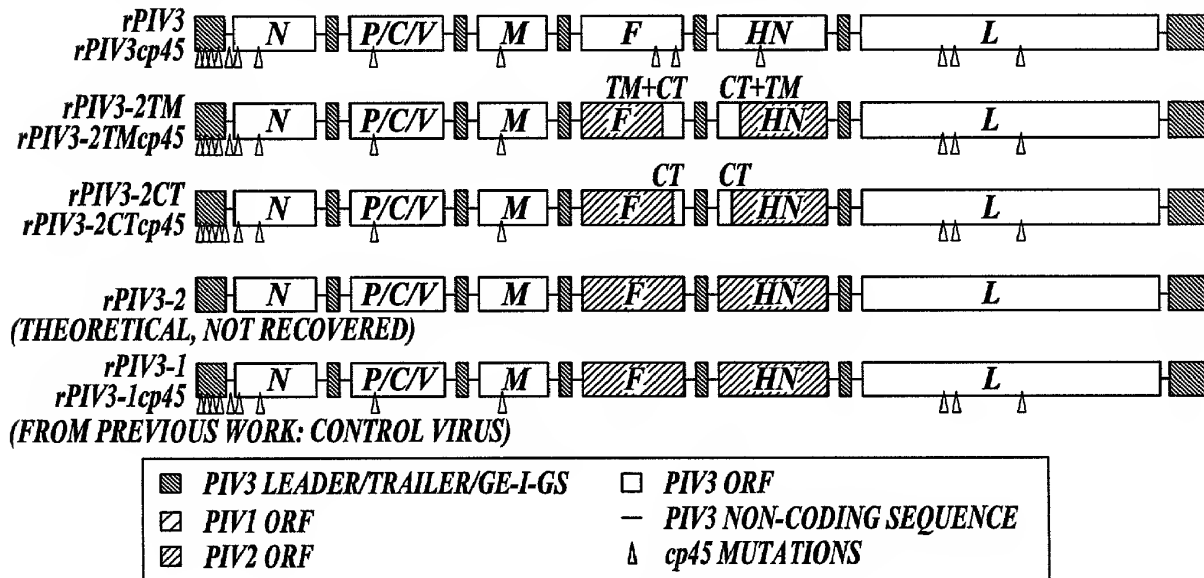 rPIV3
rPIV3cp45
N P/C/V M F HN L
TM+CT CT+TM
rPIV3-2TM
rPIV3-2TMcp45
N P/C/V M F HN L
CT CT
rPIV3-2CT
rPIV3-2CTcp45
N P/C/V M F HN L
rPIV3-2
(THEORETICAL, NOT RECOVERED)
N P/C/V M F HN L
rPIV3-1
rPIV3-1cp45
(FROM PREVIOUS WORK: CONTROL VIRUS)
N P/C/V M F HN L
PIV3 LEADER/TRAILER/GE-I-GS
PIV1 ORF
PIV2 ORF
PIV3 ORF
PIV3 NON-CODING SEQUENCE
cp45 MUTATIONS